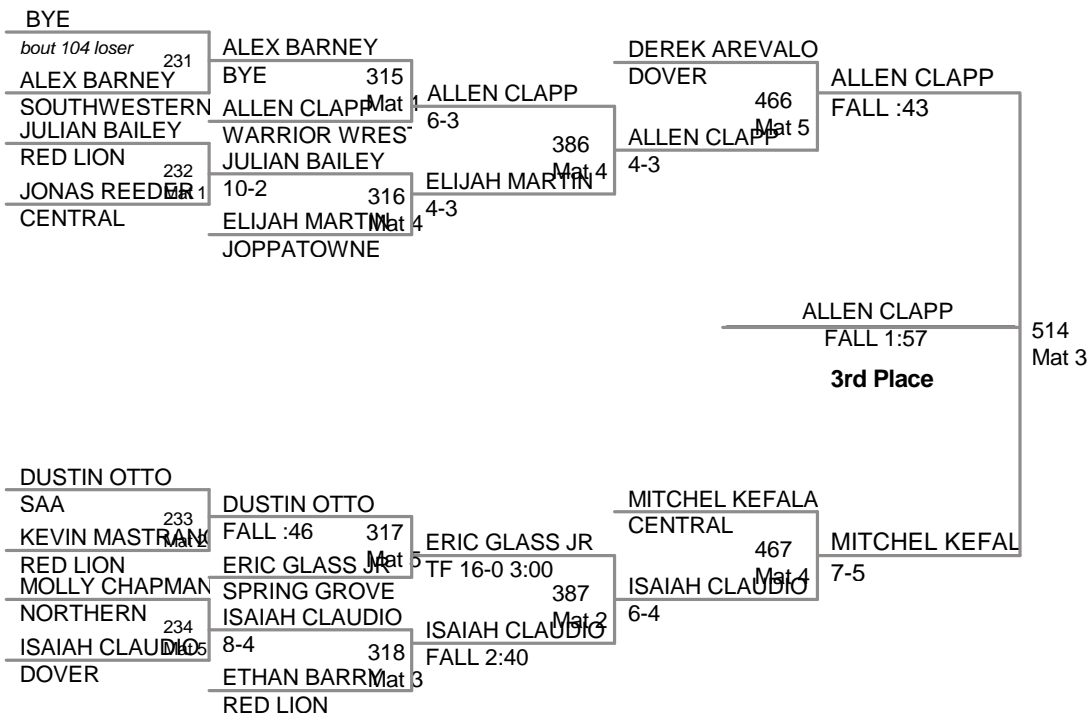 BYE
bout 104 loser
231
ALEX BARNEY
SOUTHWESTERN
JULIAN BAILEY
RED LION
232
Mat 1
JONAS REEDER
CENTRAL
ALEX BARNEY
BYE
315
Mat 1
ALLEN CLAPP
WARRIOR WREST
JULIAN BAILEY
10-2
316
Mat 4
ELIJAH MARTIN
JOPPATOWNE
ALLEN CLAPP
6-3
386
Mat 4
ELIJAH MARTIN
4-3
DEREK AREVALO
DOVER
466
Mat 5
ALLEN CLAPP
4-3
ALLEN CLAPP
FALL :43
ALLEN CLAPP
FALL 1:57
3rd Place
514
Mat 3
DUSTIN OTTO
SAA
233
Mat 2
KEVIN MASTRANO
RED LION
MOLLY CHAPMAN
NORTHERN
234
Mat 5
ISAIAH CLAUDIO
DOVER
DUSTIN OTTO
FALL :46
317
Mat 5
ERIC GLASS JR
SPRING GROVE
ISAIAH CLAUDIO
8-4
318
Mat 3
ETHAN BARRY
RED LION
ERIC GLASS JR
TF 16-0 3:00
387
Mat 2
ISAIAH CLAUDIO
FALL 2:40
MITCHEL KEFALA
CENTRAL
467
Mat 4
ISAIAH CLAUDIO
6-4
MITCHEL KEFAL
7-5